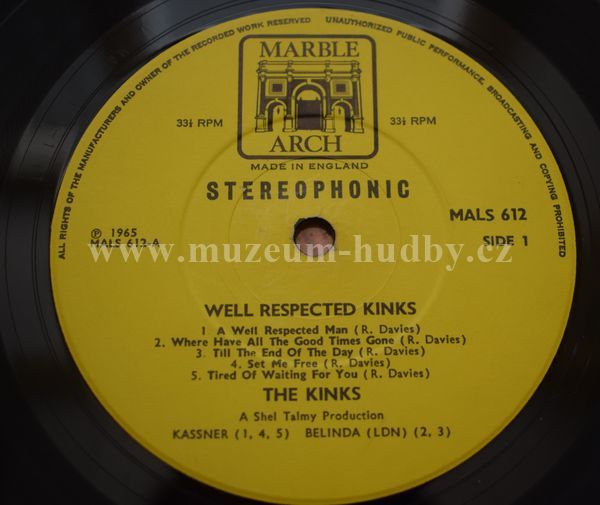 ALL RIGHTS OF THE MANUFACTURERS AND OWNER OF THE RECORDED WORK RESERVED UNAUTHORIZED PUBLIC PERFORMANCE, BROADCASTING AND COPYING PROHIBITED
MARBLE
33⅓ RPM 33⅓ RPM
ARCH
MADE IN ENGLAND
STEREOPHONIC
MALS 612
℗ 1965
MALS 612-A SIDE 1
www.muzeum-hudby.cz
WELL RESPECTED KINKS
1 A Well Respected Man (R. Davies)
2. Where Have All The Good Times Gone (R. Davies)
3. Till The End Of The Day (R. Davies)
4. Set Me Free (R. Davies)
5. Tired Of Waiting For You (R. Davies)
THE KINKS
A Shel Talmy Production
KASSNER (1, 4, 5) BELINDA (LDN) (2, 3)